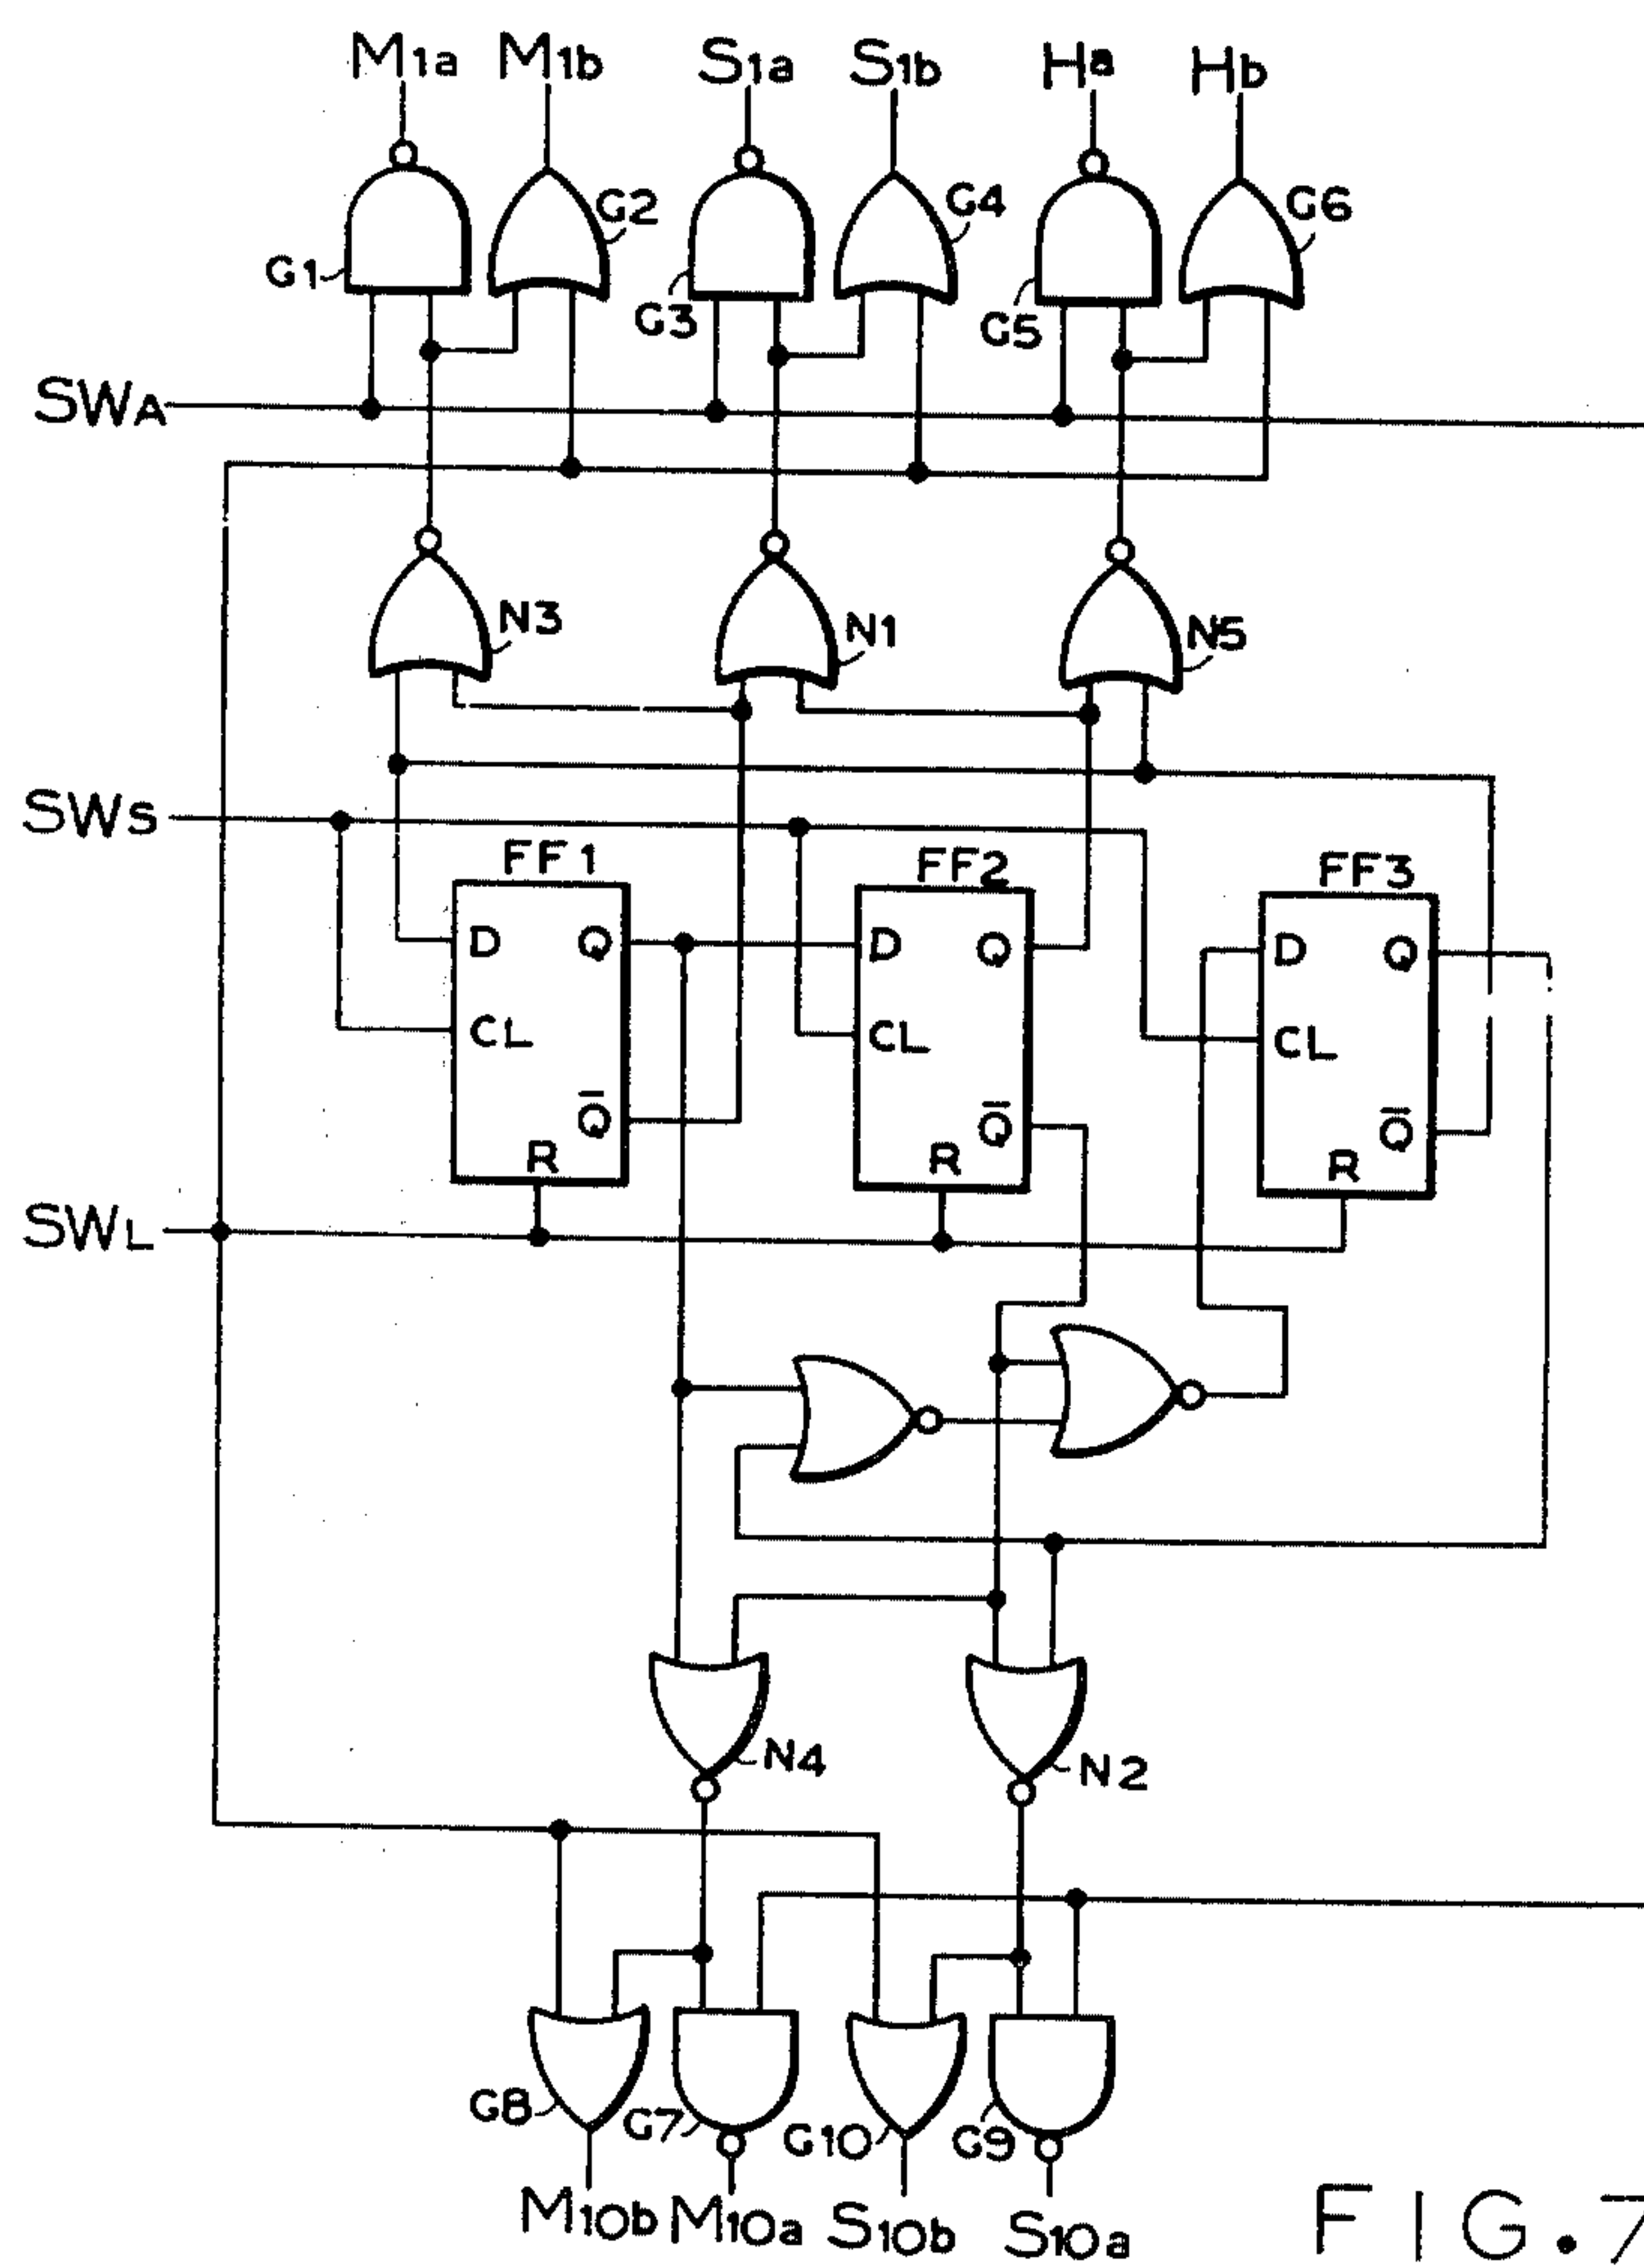 M1a M1b S1a S1b Ha Hb
G2 G4 G6
G1 G3 G5
SWA
N3 N1 N5
SWS
FF1 FF2 FF3
D Q D Q D Q
CL CL CL
Q̅ Q̅ Q̅
R R R
SWL
N4 N2
G8 G7 G10 G9
M10b M10a S10b S10a
FIG.7